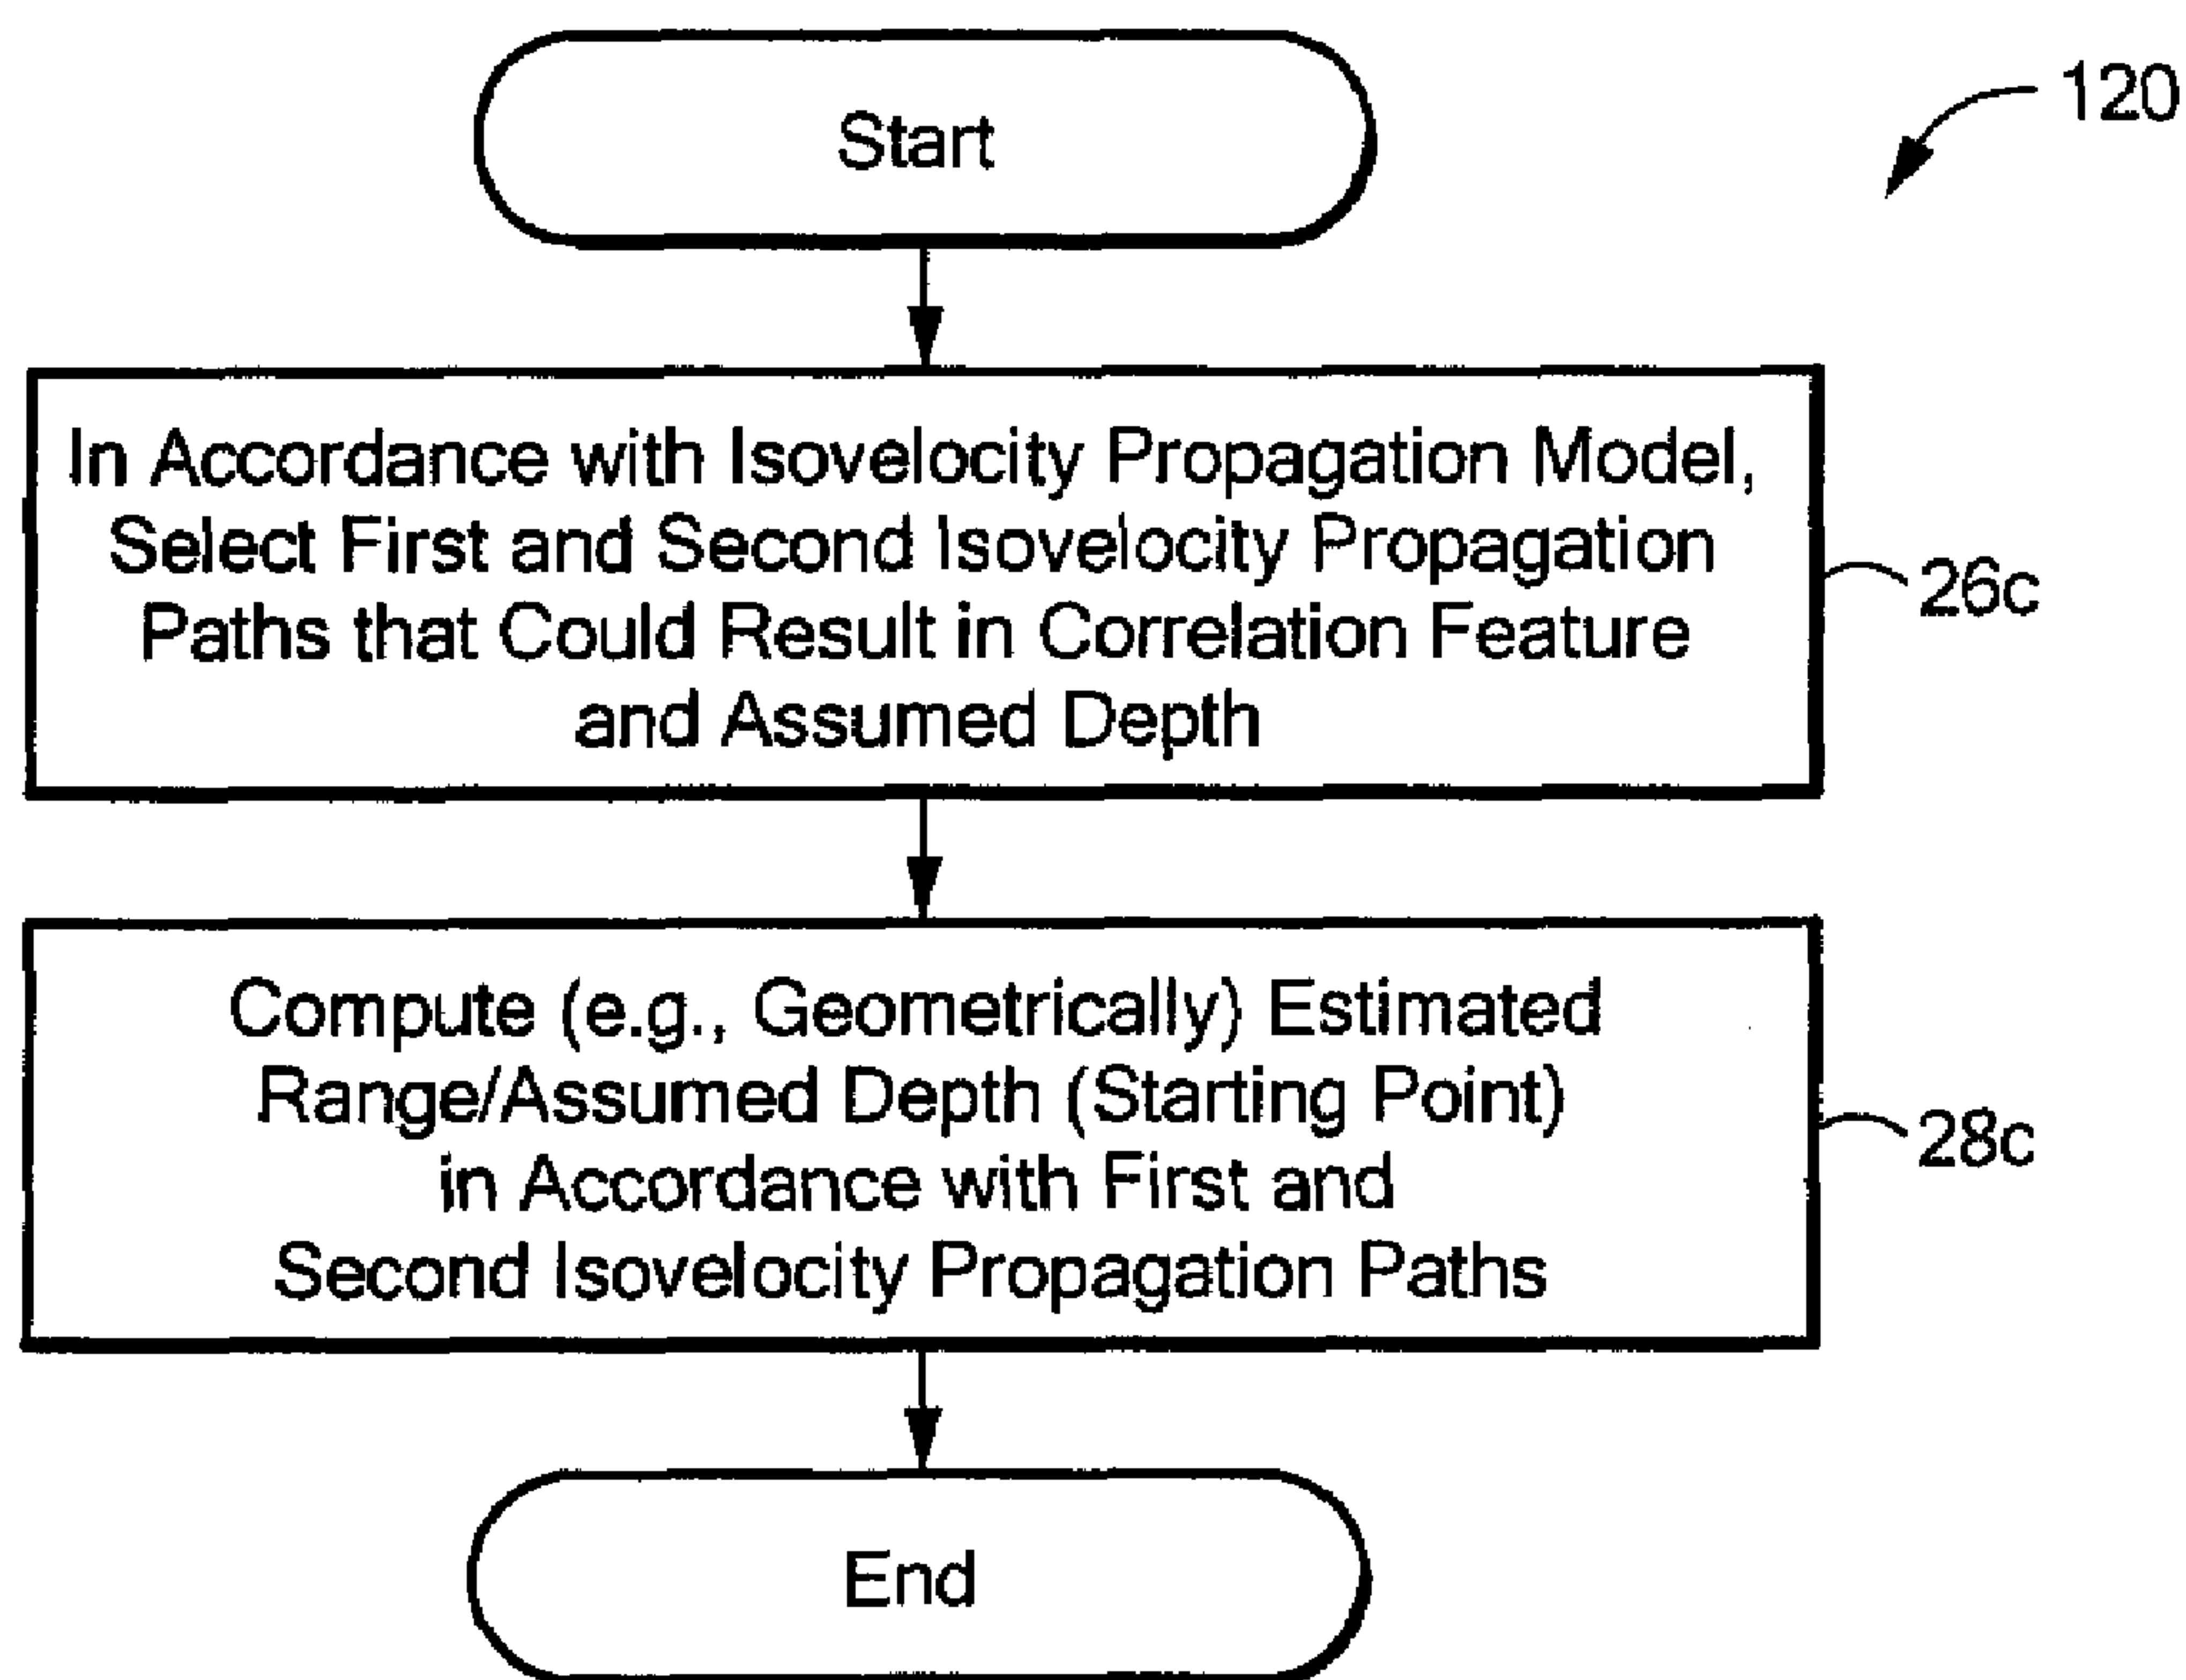 Start
120
In Accordance with Isovelocity Propagation Model,
Select First and Second Isovelocity Propagation
Paths that Could Result in Correlation Feature
and Assumed Depth
26c
Compute (e.g., Geometrically) Estimated
Range/Assumed Depth (Starting Point)
in Accordance with First and
Second Isovelocity Propagation Paths
28c
End